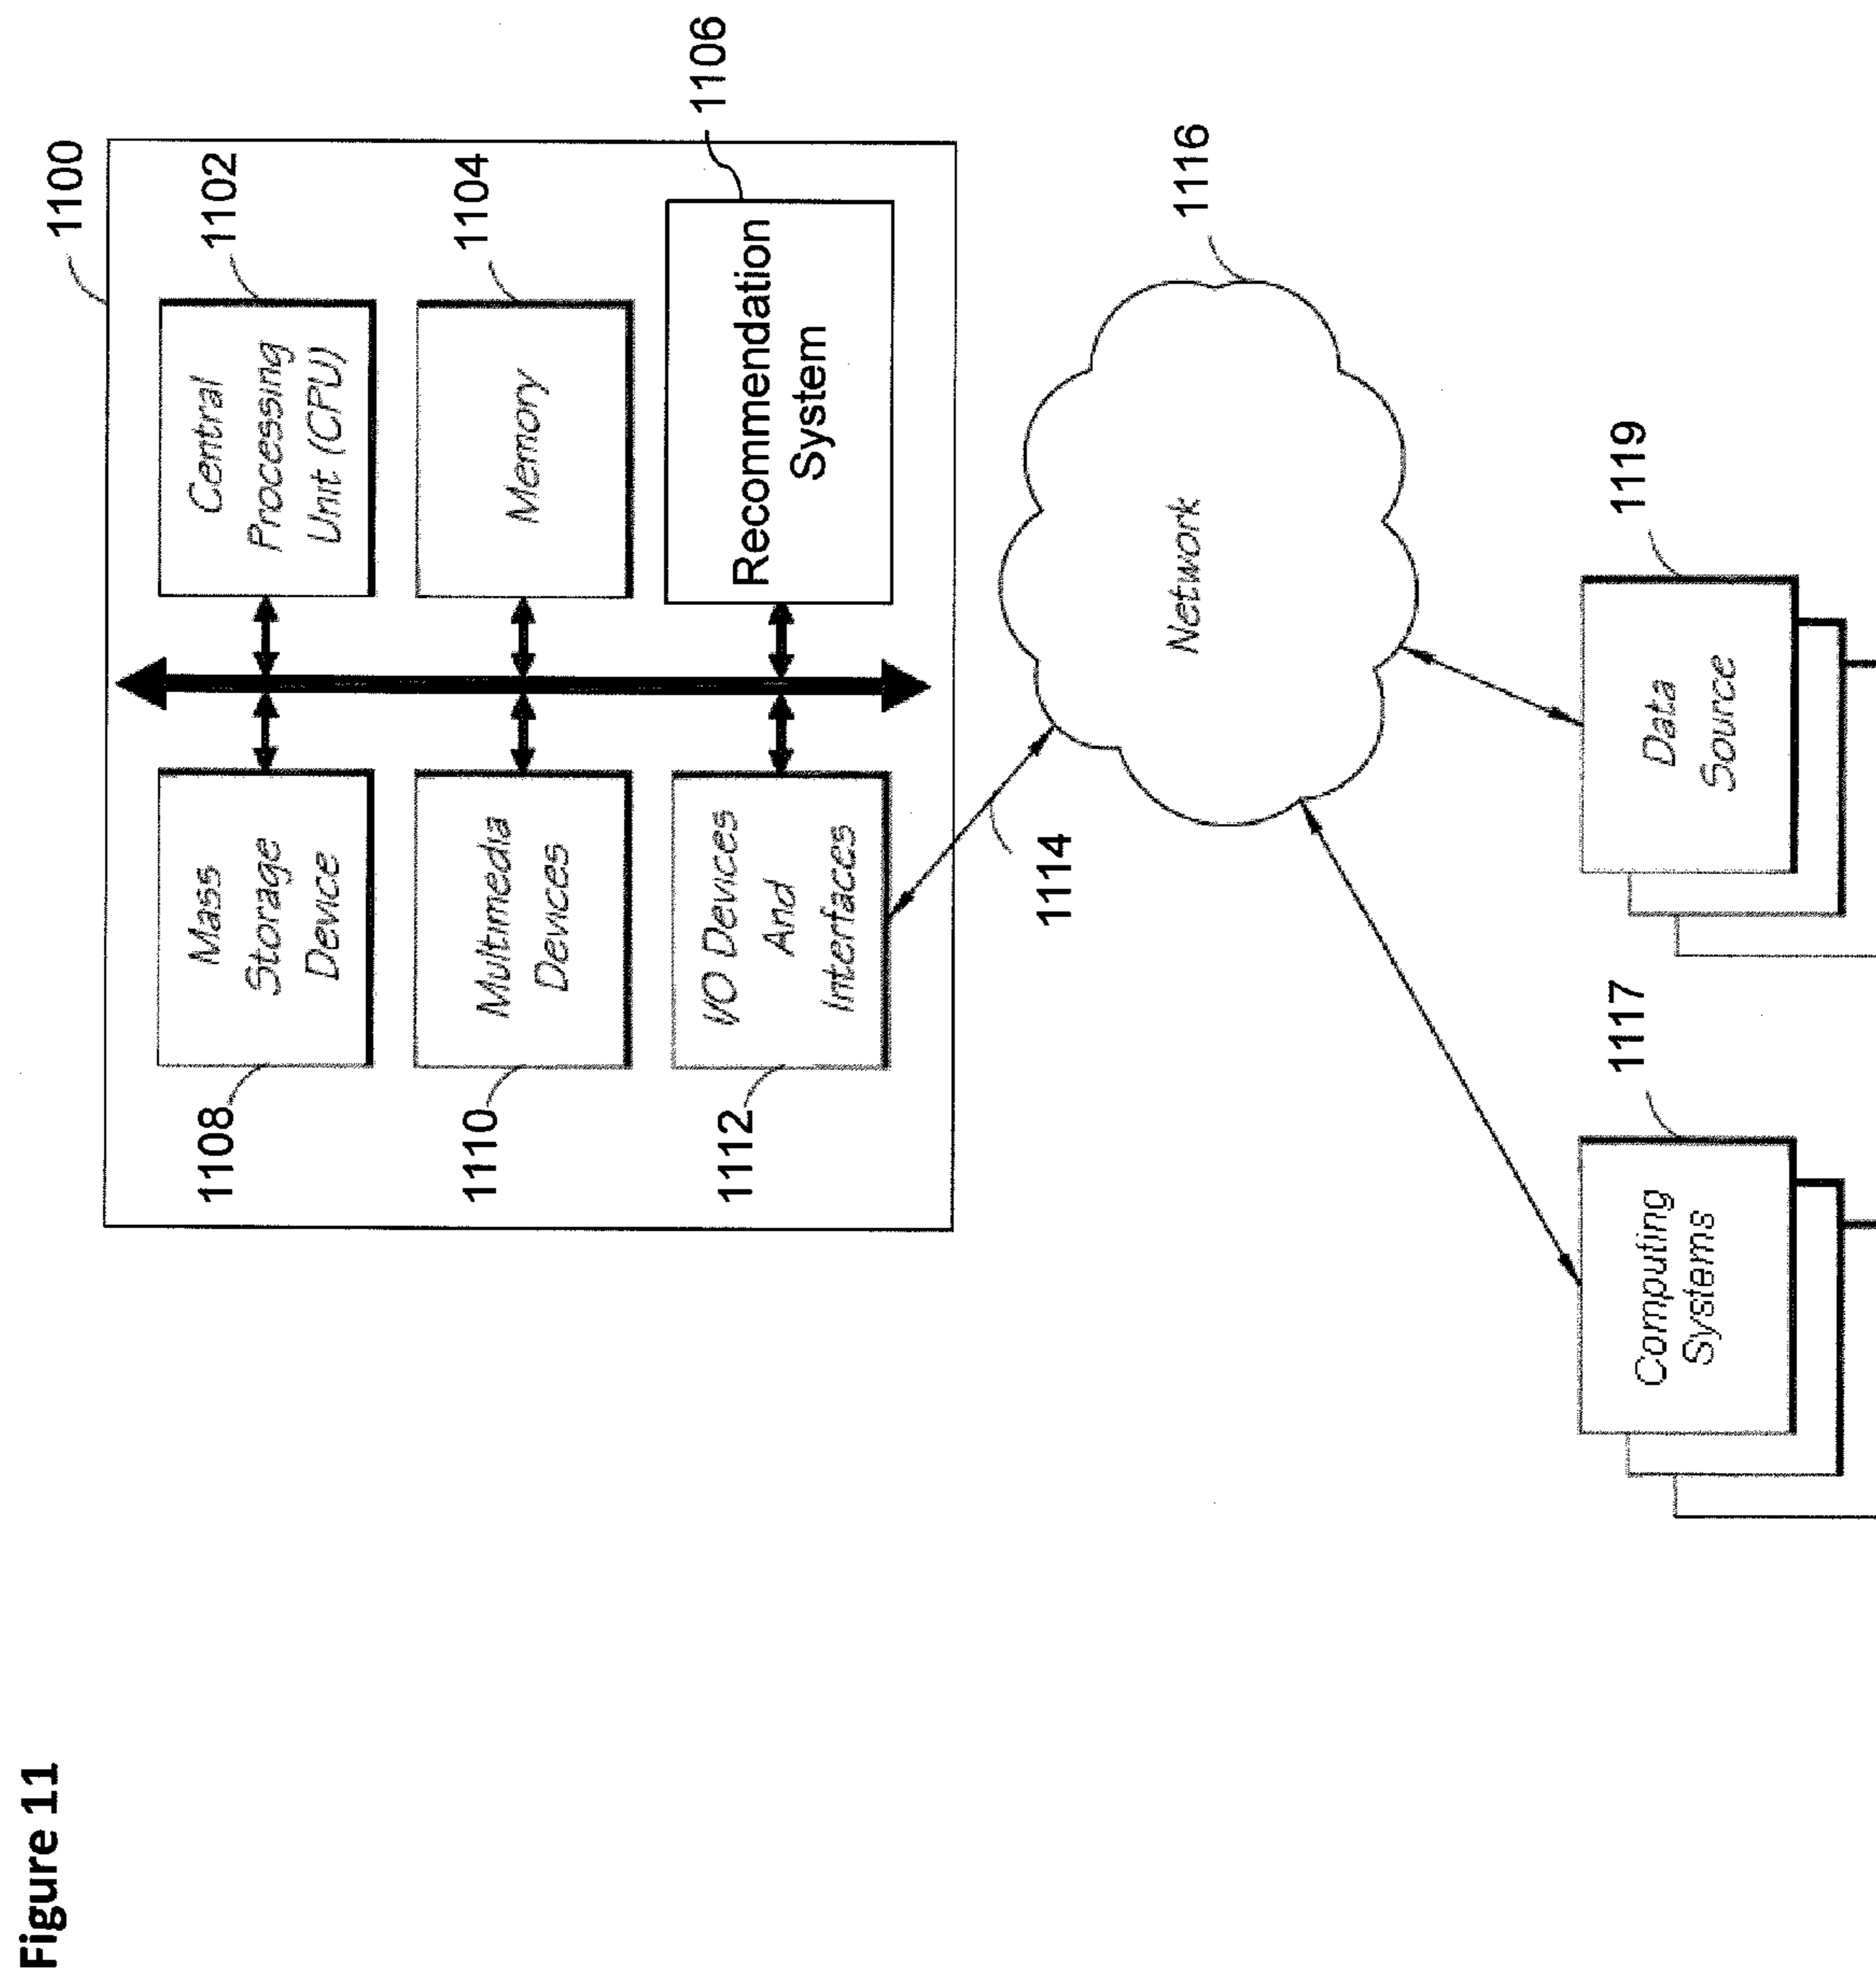 Figure 11
1100
1108
Mass
Storage
Device
Central
Processing
Unit (CPU)
1102
1110
Multimedia
Devices
Memory
1104
1112
I/O Devices
And
Interfaces
Recommendation
System
1106
1114
Network
1116
Computing
Systems
1117
Data
Source
1119